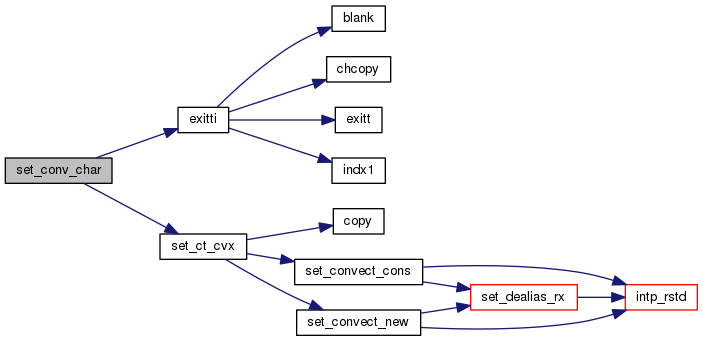 blank
chcopy
exitti
exitt
set_conv_char
indx1
copy
set_ct_cvx
set_convect_cons
set_dealias_rx
intp_rstd
set_convect_new